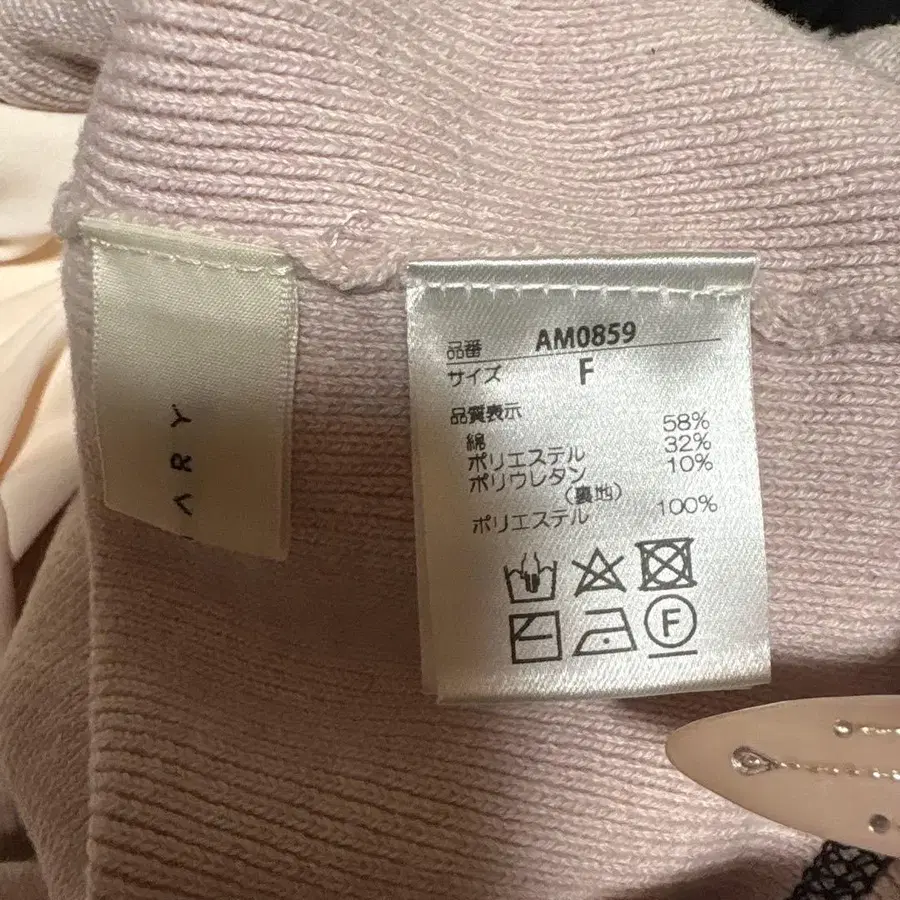 ARY
品番 AM0859
サイズ F
品質表示
綿 58%
ポリエステル 32%
ポリウレタン 10%
(裏地)
ポリエステル 100%
F